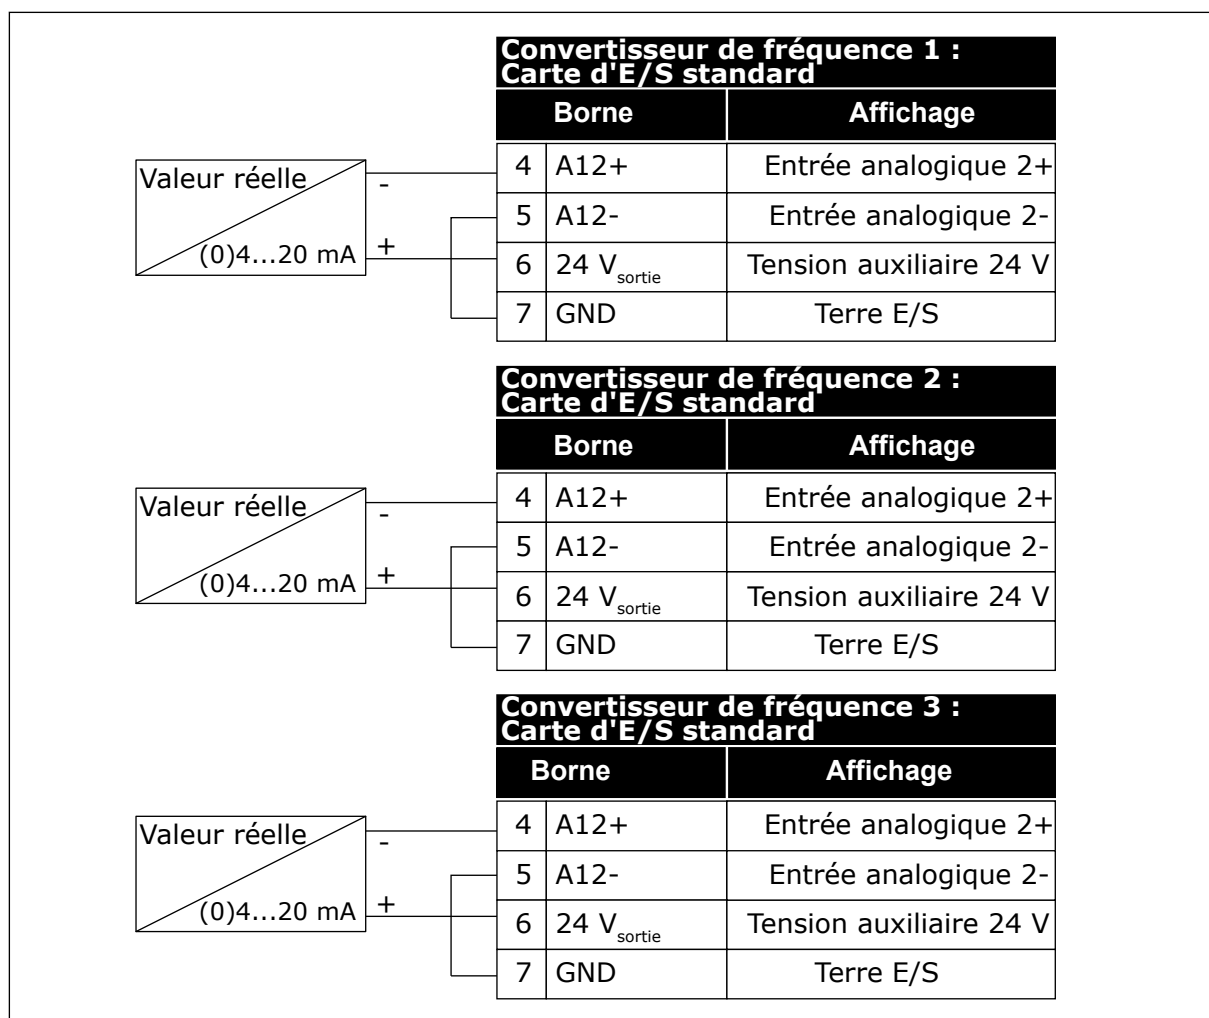 Convertisseur de fréquence 1 :
Carte d'E/S standard
Borne Affichage
Valeur réelle
(0)4...20 mA
-
+
4 A12+ Entrée analogique 2+
5 A12- Entrée analogique 2-
6 24 Vsortie Tension auxiliaire 24 V
7 GND Terre E/S
Convertisseur de fréquence 2 :
Carte d'E/S standard
Borne Affichage
Valeur réelle
(0)4...20 mA
-
+
4 A12+ Entrée analogique 2+
5 A12- Entrée analogique 2-
6 24 Vsortie Tension auxiliaire 24 V
7 GND Terre E/S
Convertisseur de fréquence 3 :
Carte d'E/S standard
Borne Affichage
Valeur réelle
(0)4...20 mA
-
+
4 A12+ Entrée analogique 2+
5 A12- Entrée analogique 2-
6 24 Vsortie Tension auxiliaire 24 V
7 GND Terre E/S